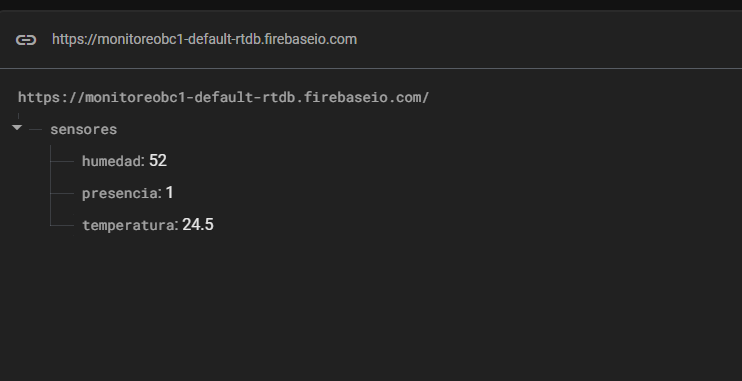 https://monitoreobc1-default-rtdb.firebaseio.com
https://monitoreobc1-default-rtdb.firebaseio.com/
sensores
humedad: 52
presencia: 1
temperatura: 24.5